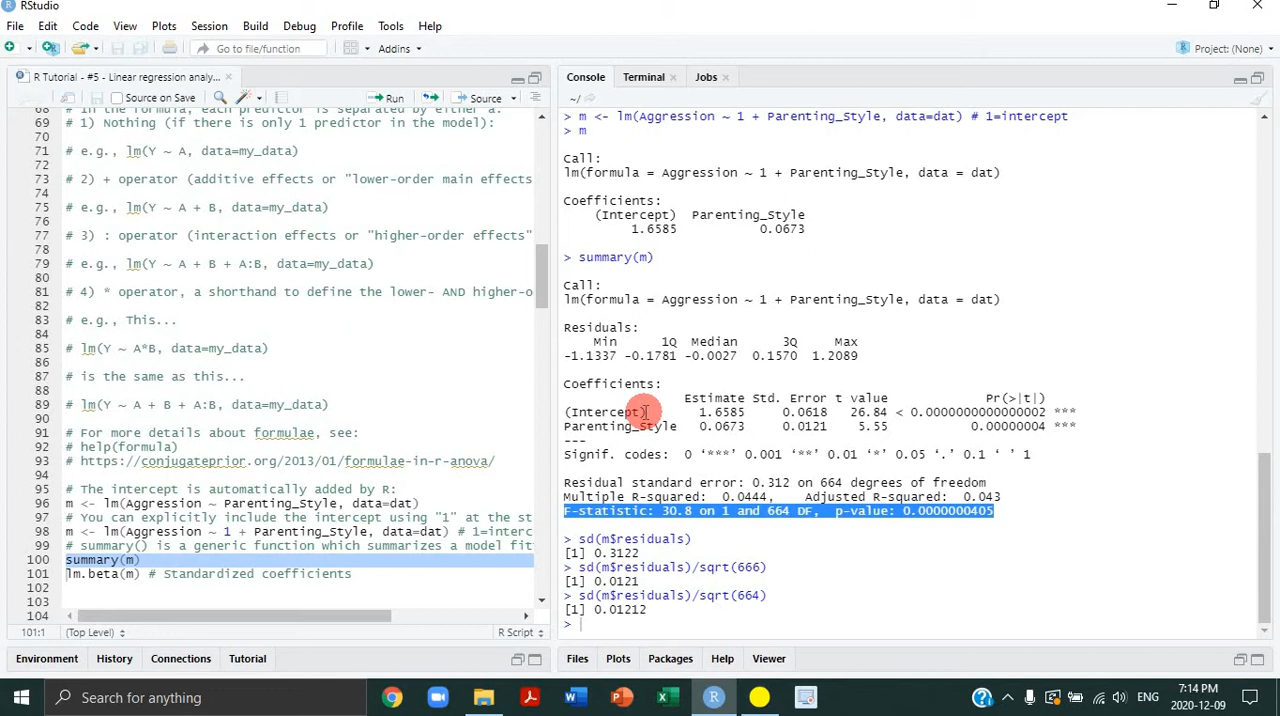 RStudio
File Edit Code View Plots Session Build Debug Profile Tools Help
Go to file/function Addins Project: (None)
R Tutorial - #5 - Linear regression analy...
Source on Save Run Source
68 # In the formula, each predictor is separated by either a:
69 # 1) Nothing (if there is only 1 predictor in the model):
70
71 # e.g., lm(Y ~ A, data=my_data)
72
73 # 2) + operator (additive effects or "lower-order main effects
74
75 # e.g., lm(Y ~ A + B, data=my_data)
76
77 # 3) : operator (interaction effects or "higher-order effects"
78
79 # e.g., lm(Y ~ A + B + A:B, data=my_data)
80
81 # 4) * operator, a shorthand to define the lower- AND higher-o
82
83 # e.g., This...
84
85 # lm(Y ~ A*B, data=my_data)
86
87 # is the same as this...
88
89 # lm(Y ~ A + B + A:B, data=my_data)
90
91 # For more details about formulae, see:
92 # help(formula)
93 # https://conjugateprior.org/2013/01/formulae-in-r-anova/
94
95 # The intercept is automatically added by R:
96 m <- lm(Aggression ~ Parenting_Style, data=dat)
97 # You can explicitly include the intercept using "1" at the st
98 m <- lm(Aggression ~ 1 + Parenting_Style, data=dat) # 1=interc
99 # summary() is a generic function which summarizes a model fit
100 summary(m)
101 lm.beta(m) # Standardized coefficients
102
103
104
101:1 (Top Level) R Script
Environment History Connections Tutorial
Console Terminal Jobs
~/
> m <- lm(Aggression ~ 1 + Parenting_Style, data=dat) # 1=intercept
> m
Call:
lm(formula = Aggression ~ 1 + Parenting_Style, data = dat)
Coefficients:
(Intercept) Parenting_Style
1.6585 0.0673
> summary(m)
Call:
lm(formula = Aggression ~ 1 + Parenting_Style, data = dat)
Residuals:
Min 1Q Median 3Q Max
-1.1337 -0.1781 -0.0027 0.1570 1.2089
Coefficients:
Estimate Std. Error t value Pr(>|t|)
(Intercept) 1.6585 0.0618 26.84 < 0.0000000000000002 ***
Parenting_Style 0.0673 0.0121 5.55 0.00000004 ***
---
Signif. codes: 0 ‘***’ 0.001 ‘**’ 0.01 ‘*’ 0.05 ‘.’ 0.1 ‘ ’ 1
Residual standard error: 0.312 on 664 degrees of freedom
Multiple R-squared: 0.0444, Adjusted R-squared: 0.043
F-statistic: 30.8 on 1 and 664 DF, p-value: 0.0000000405
> sd(m$residuals)
[1] 0.3122
> sd(m$residuals)/sqrt(666)
[1] 0.0121
> sd(m$residuals)/sqrt(664)
[1] 0.01212
>
Files Plots Packages Help Viewer
Search for anything
ENG
7:14 PM
2020-12-09